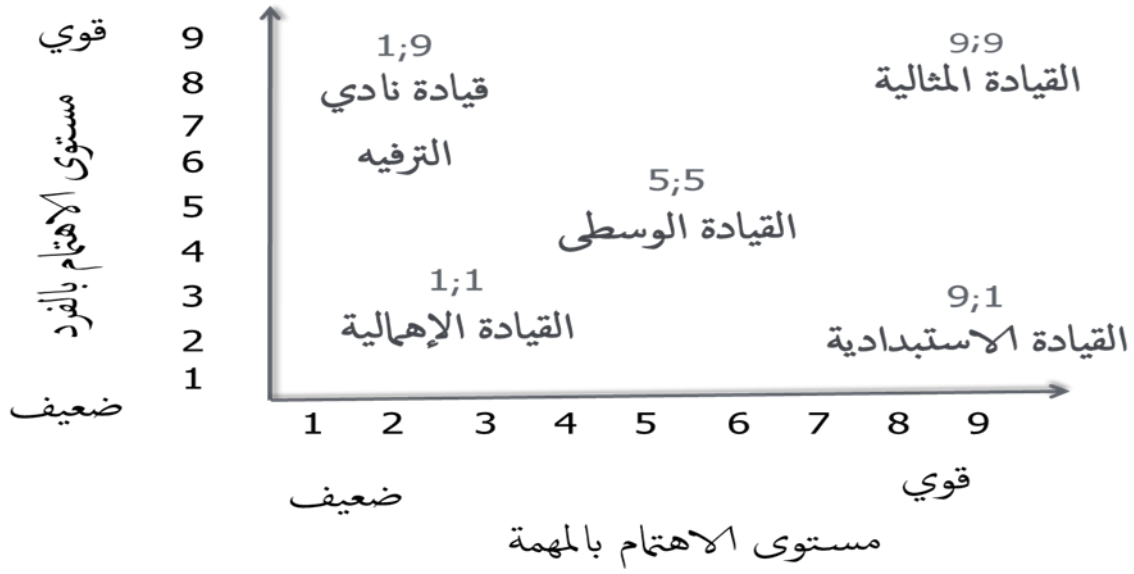 قوي
9
8
7
6
5
4
3
2
1
ضعيف
مستوى الاهتمام بالفرد
1;9
قيادة نادي
الترفيه
9;9
القيادة المثالية
5;5
القيادة الوسطى
1;1
القيادة الإهمالية
9;1
القيادة الاستبدادية
1 2 3 4 5 6 7 8 9
ضعيف
قوي
مستوى الاهتمام بالمهمة